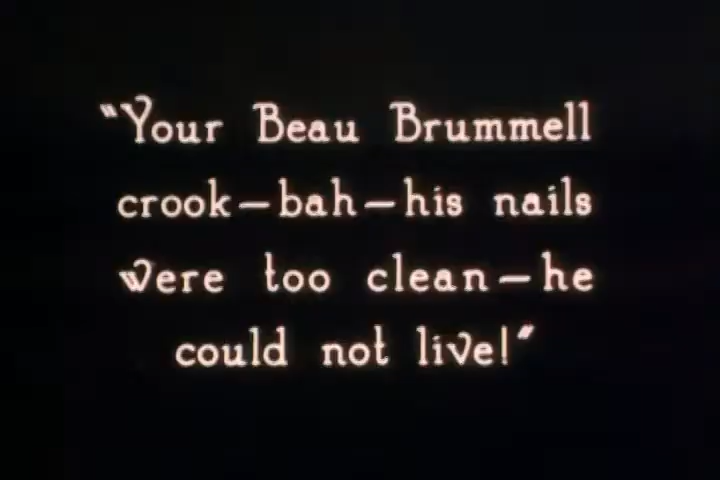 "Your Beau Brummell
crook—bah—his nails
were too clean—he
could not live!"